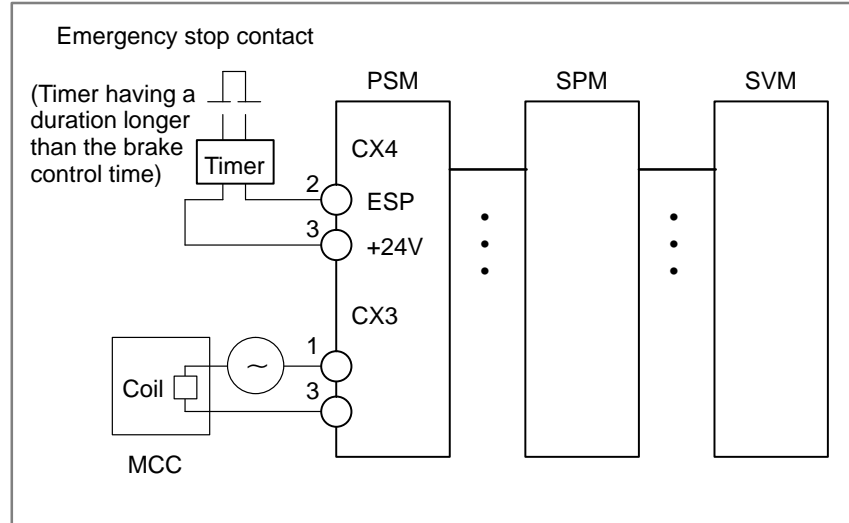 Emergency stop contact
(Timer having a
duration longer
than the brake
control time)
Timer
PSM
SPM
SVM
CX4
2
ESP
3
+24V
CX3
1
~
3
Coil
MCC